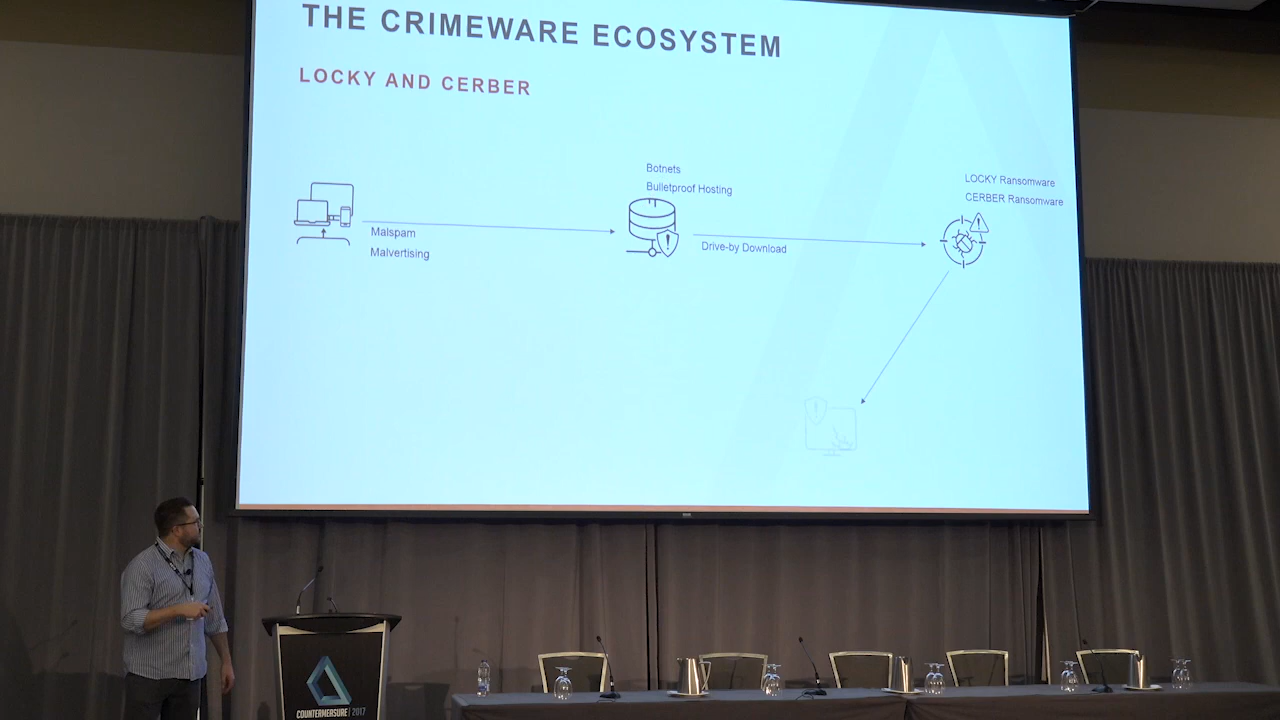 THE CRIMEWARE ECOSYSTEM
LOCKY AND CERBER
Botnets
Bulletproof Hosting
LOCKY Ransomware
CERBER Ransomware
Malspam
Malvertising
Drive-by Download
COUNTERMEASURE | 2017